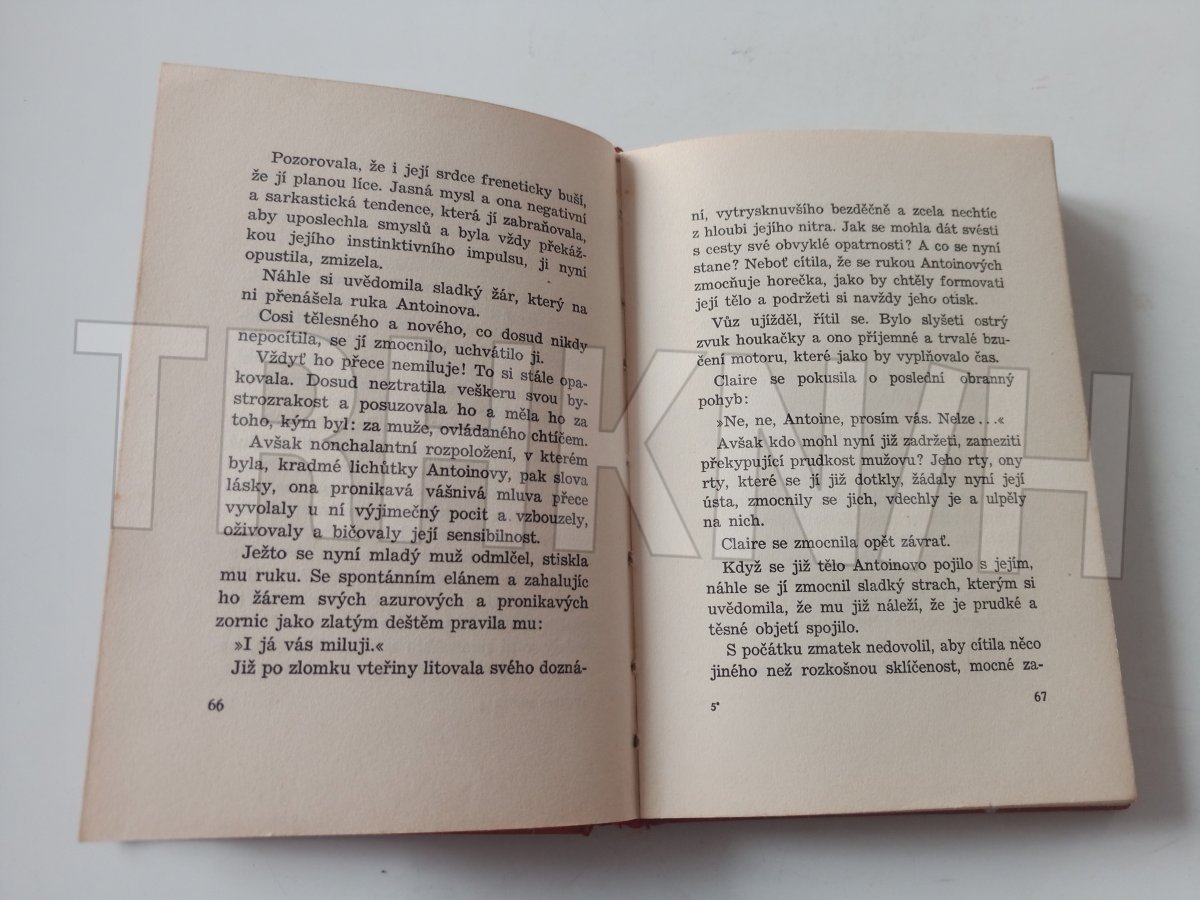 Pozorovala, že i její srdce freneticky buší,
že jí planou líce. Jasná mysl a ona negativní
a sarkastická tendence, která jí zabraňovala,
aby uposlechla smyslů a byla vždy překáž-
kou jejího instinktivního impulsu, ji nyní
opustila, zmizela.
Náhle si uvědomila sladký žár, který na
ni přenášela ruka Antoinova.
Cosi tělesného a nového, co dosud nikdy
nepocítila, se jí zmocnilo, uchvátilo ji.
Vždyť ho přece nemiluje! To si stále opa-
kovala. Dosud neztratila veškeru svou by-
strozrakost a posuzovala ho a měla ho za
toho, kým byl: za muže, ovládaného chtíčem.
Avšak nonchalantní rozpoložení, v kterém
byla, kradmé lichůtky Antoinovy, pak slova
lásky, ona pronikavá vášnivá mluva přece
vyvolaly u ní výjimečný pocit a vzbouzely,
oživovaly a bičovaly její sensibilnost.
Ježto se nyní mladý muž odmlčel, stiskla
mu ruku. Se spontánním elánem a zahalujíc
ho žárem svých azurových a pronikavých
zornic jako zlatým deštěm pravila mu:
»I já vás miluji.«
Již po zlomku vteřiny litovala svého dozná-
66
ní, vytrysknuvšího bezděčně a zcela nechtíc
z hloubi jejího nitra. Jak se mohla dát svésti
s cesty své obvyklé opatrnosti? A co se nyní
stane? Neboť cítila, že se rukou Antoinových
zmocňuje horečka, jako by chtěly formovati
její tělo a podržeti si navždy jeho otisk.
Vůz ujížděl, řítil se. Bylo slyšeti ostrý
zvuk houkačky a ono příjemné a trvalé bzu-
čení motoru, které jako by vyplňovalo čas.
Claire se pokusila o poslední obranný
pohyb:
»Ne, ne, Antoine, prosím vás. Nelze...«
Avšak kdo mohl nyní již zadržeti, zameziti
překypující prudkost mužovu? Jeho rty, ony
rty, které se jí již dotkly, žádaly nyní její
ústa, zmocnily se jich, vdechly je a ulpěly
na nich.
Claire se zmocnila opět závrať.
Když se již tělo Antoinovo pojilo s jejím,
náhle se jí zmocnil sladký strach, kterým si
uvědomila, že mu již náleží, že je prudké a
těsné objetí spojilo.
S počátku zmatek nedovolil, aby cítila něco
jiného než rozkošnou sklíčenost, mocné za-
5*
67
TRHKNIH